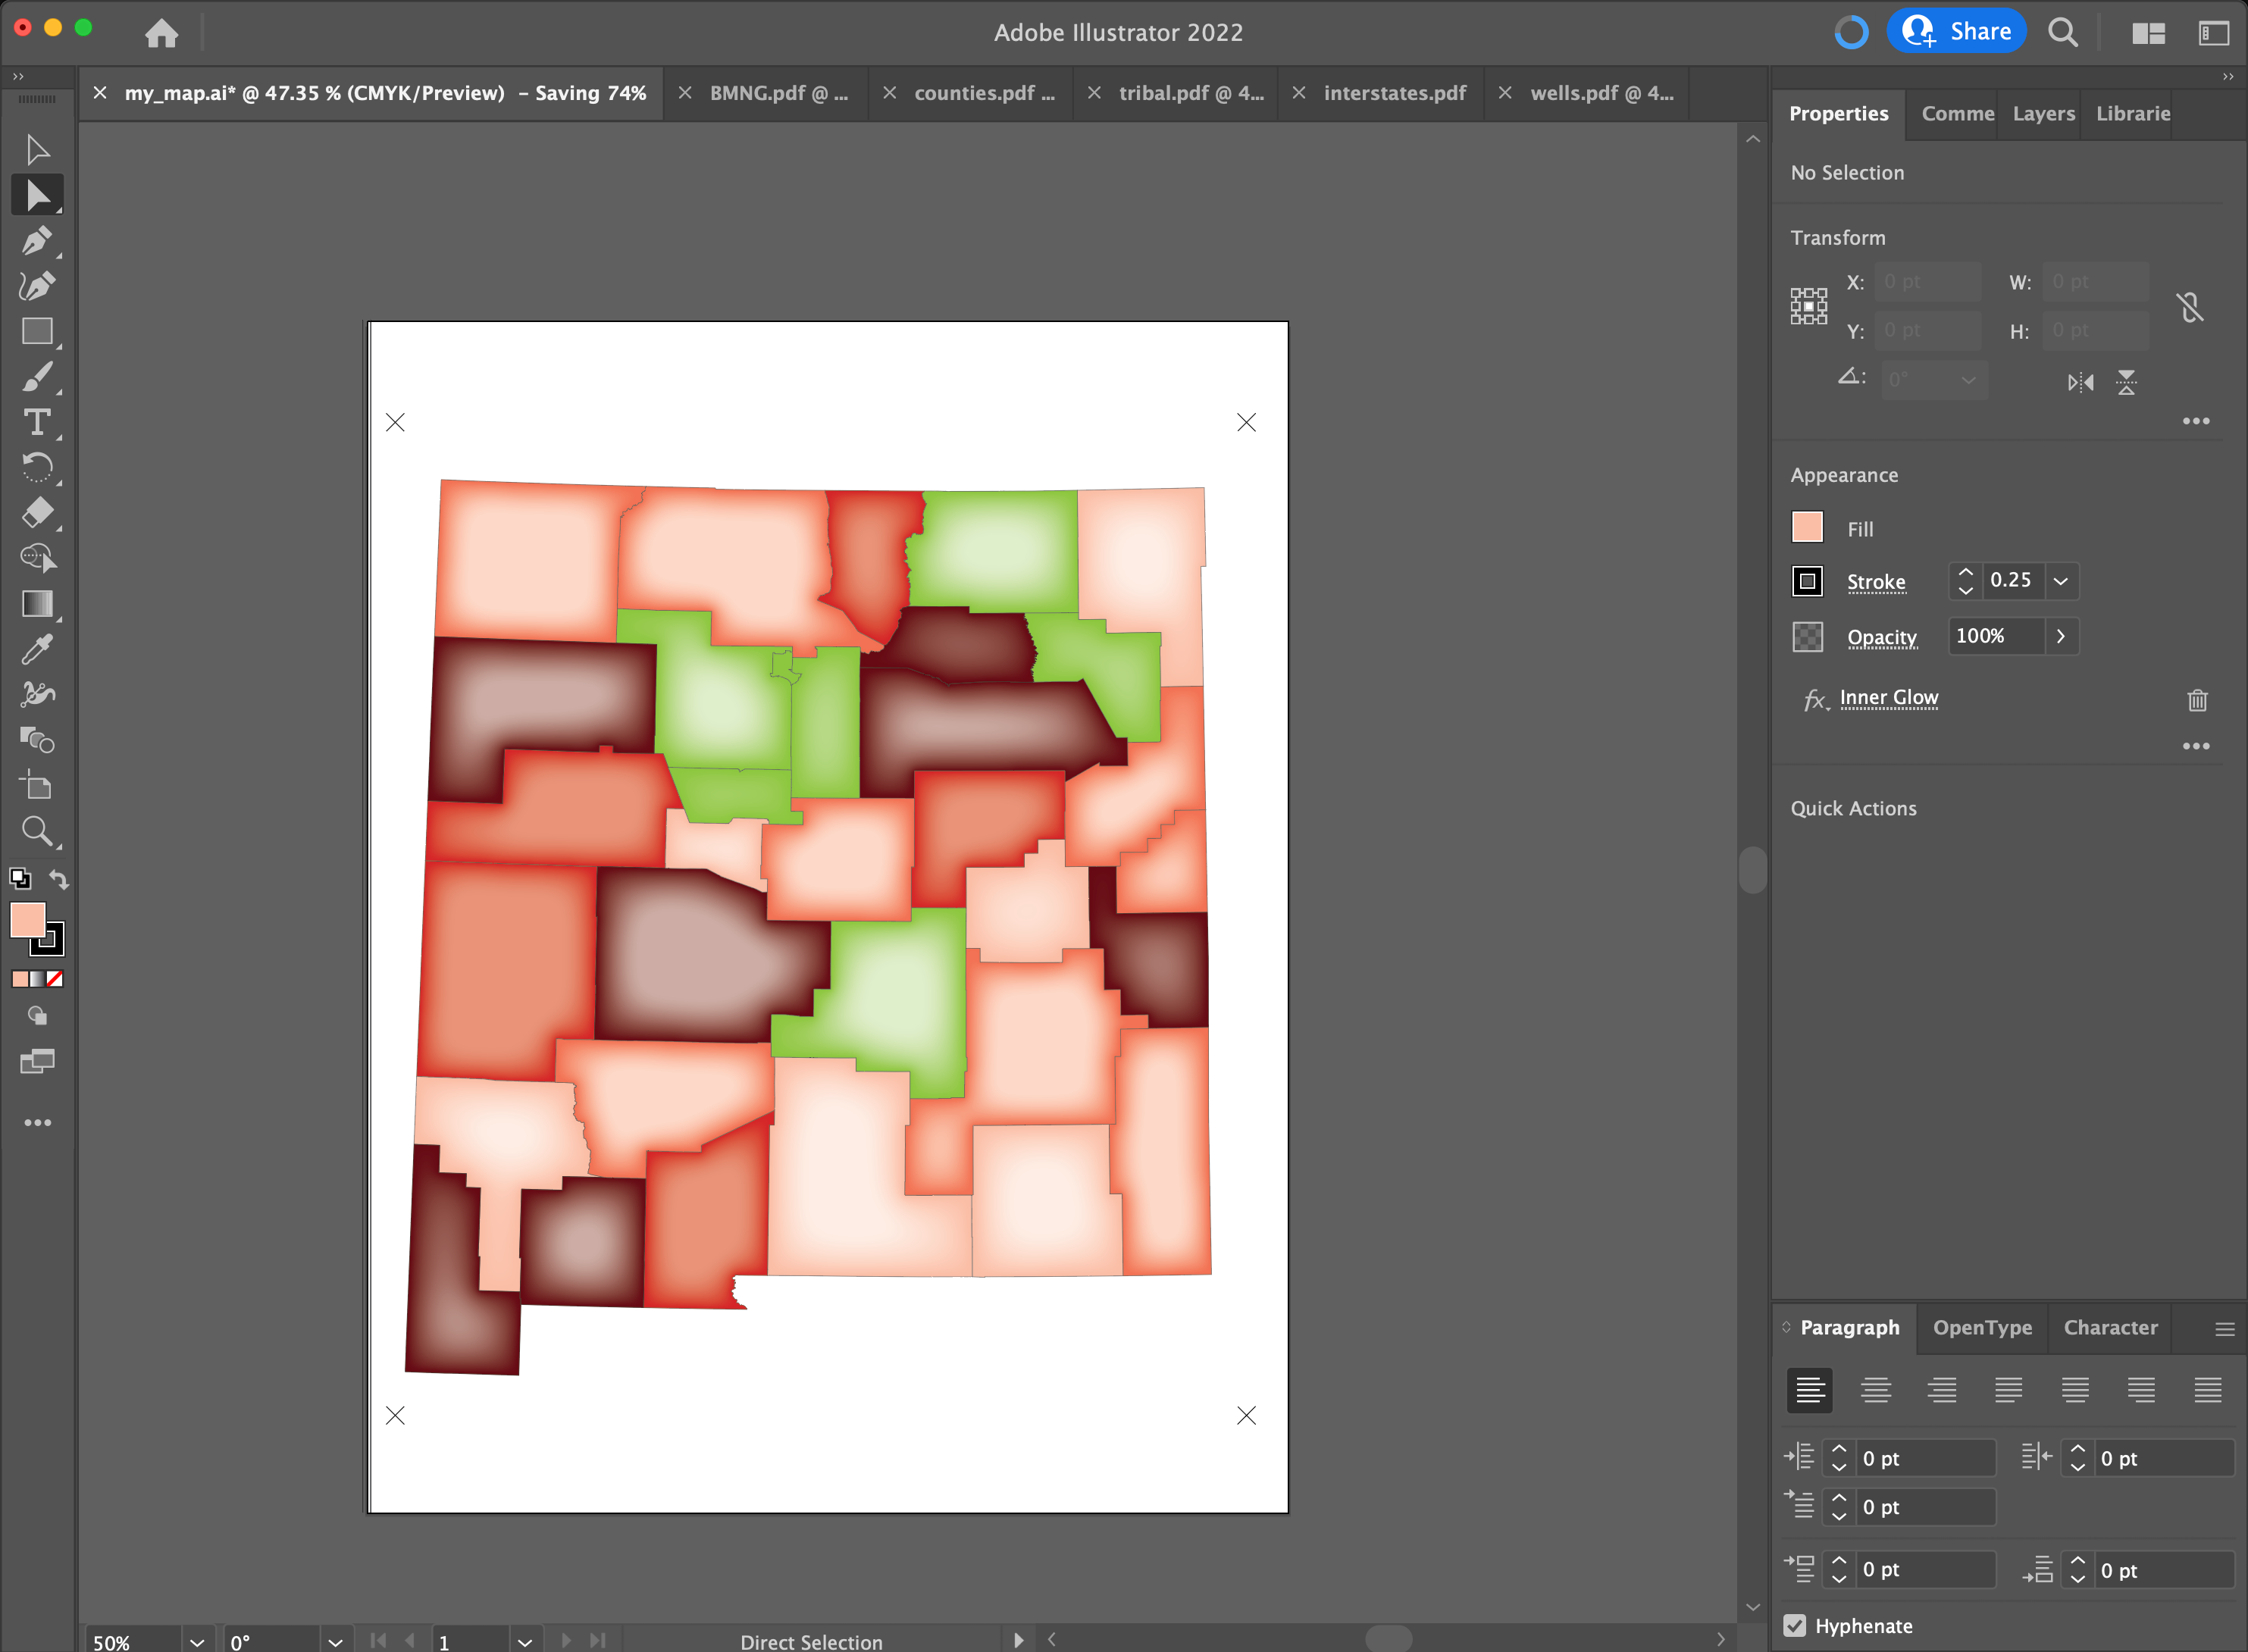 Adobe Illustrator 2022
Share
my_map.ai* @ 47.35 % (CMYK/Preview) - Saving 74%
BMNG.pdf @ ...
counties.pdf ...
tribal.pdf @ 4...
interstates.pdf
wells.pdf @ 4...
Properties
Comme
Layers
Librarie
No Selection
Transform
X: 0 pt
W: 0 pt
Y: 0 pt
H: 0 pt
0°
Appearance
Fill
Stroke 0.25
Opacity 100%
fx. Inner Glow
Quick Actions
Paragraph
OpenType
Character
0 pt
0 pt
0 pt
0 pt
0 pt
Hyphenate
50%
0°
1
Direct Selection